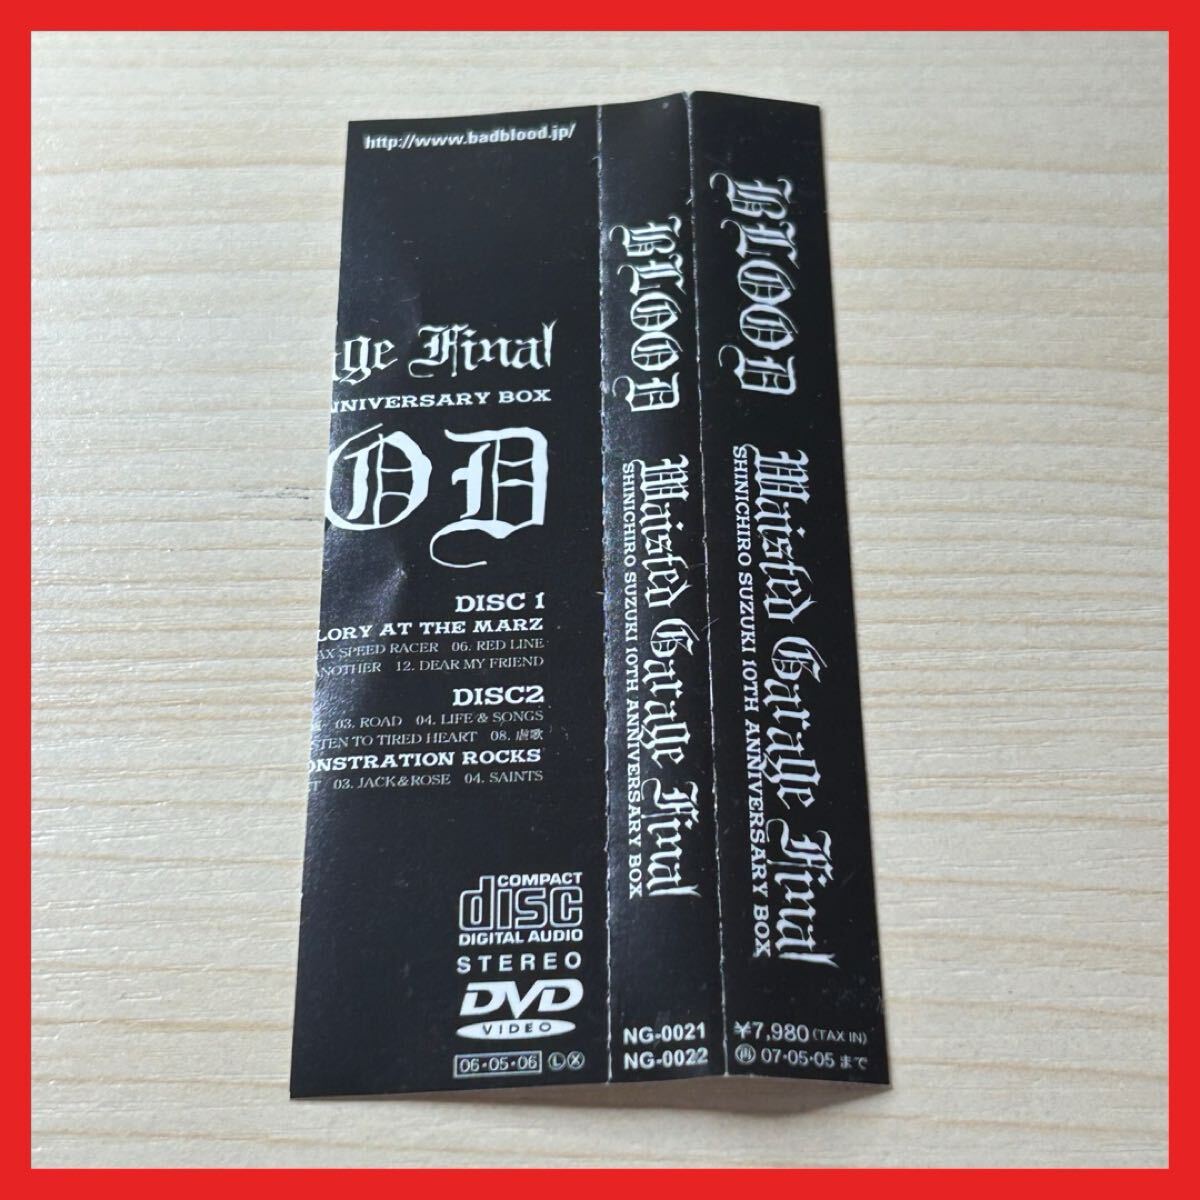 http://www.badblood.jp/
age Final
NNIVERSARY BOX
OD
DISC 1
LORY AT THE MARZ
AX SPEED RACER 06. RED LINE
NOTHER 12. DEAR MY FRIEND
DISC2
03. ROAD 04. LIFE & SONGS
STEN TO TIRED HEART 08. 虐歌
ONSTRATION ROCKS
T 03. JACK&ROSE 04. SAINTS
COMPACT
disc
DIGITAL AUDIO
STEREO
DVD
VIDEO
06・05・06 Ⓛ Ⓧ
BLOOD
Waisted Garage Final
SHINICHIRO SUZUKI 10TH ANNIVERSARY BOX
NG-0021
NG-0022
BLOOD
Waisted Garage Final
SHINICHIRO SUZUKI 10TH ANNIVERSARY BOX
¥7,980 (TAX IN)
再 07・05・05 まで